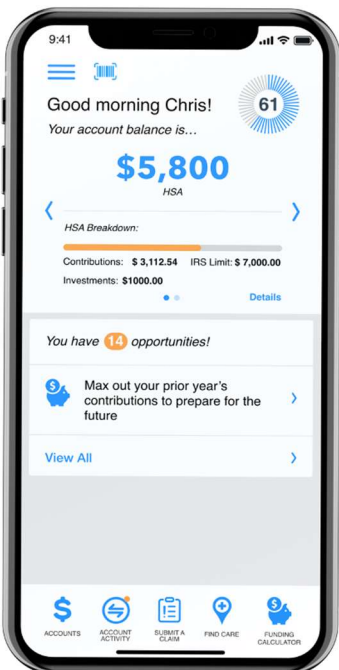 9:41
Good morning Chris!
61
Your account balance is...
$5,800
HSA
HSA Breakdown:
Contributions: $ 3,112.54 IRS Limit: $ 7,000.00
Investments: $1000.00
Details
You have 14 opportunities!
Max out your prior year's
contributions to prepare for the
future
View All
ACCOUNTS
ACCOUNT
ACTIVITY
SUBMIT A
CLAIM
FIND CARE
FUNDING
CALCULATOR